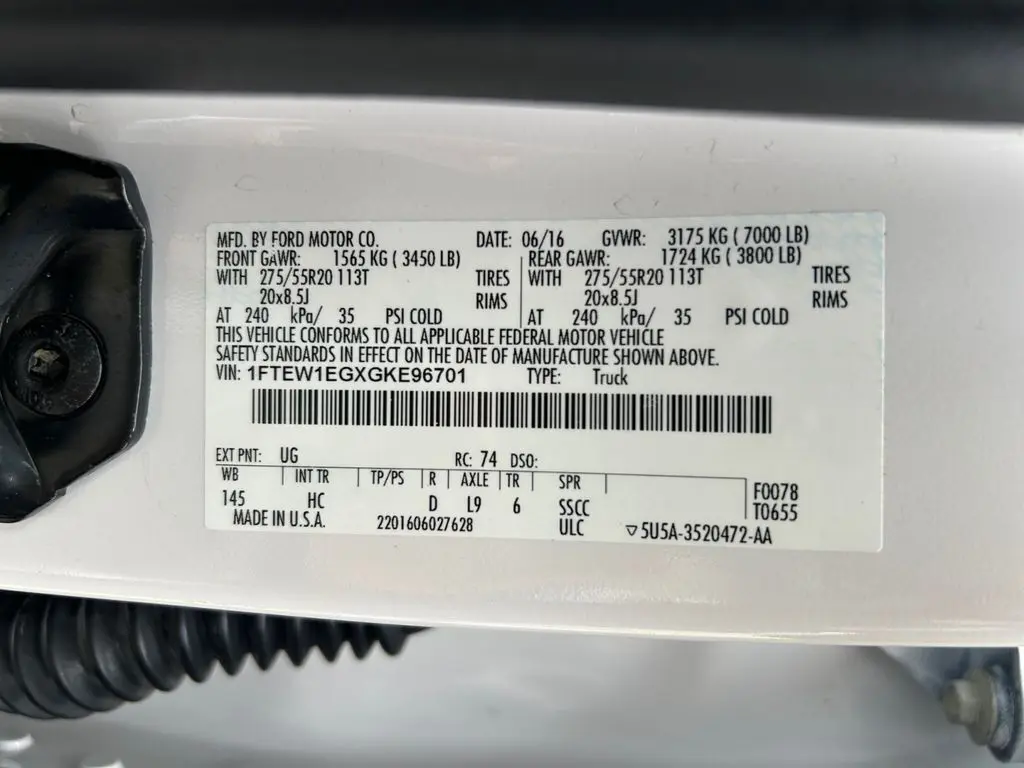 MFD. BY FORD MOTOR CO. DATE: 06/16 GVWR: 3175 KG ( 7000 LB)
FRONT GAWR: 1565 KG ( 3450 LB) REAR GAWR: 1724 KG ( 3800 LB)
WITH 275/55R20 113T TIRES WITH 275/55R20 113T TIRES
20x8.5J RIMS 20x8.5J RIMS
AT 240 kPa/ 35 PSI COLD AT 240 kPa/ 35 PSI COLD
THIS VEHICLE CONFORMS TO ALL APPLICABLE FEDERAL MOTOR VEHICLE
SAFETY STANDARDS IN EFFECT ON THE DATE OF MANUFACTURE SHOWN ABOVE.
VIN: 1FTEW1EGXGKE96701 TYPE: Truck
EXT PNT: UG RC: 74 DSO:
WB INT TR TP/PS R AXLE TR SPR
145 HC D L9 6 SSCC F0078
ULC T0655
MADE IN U.S.A. 2201606027628 ▽5U5A-3520472-AA